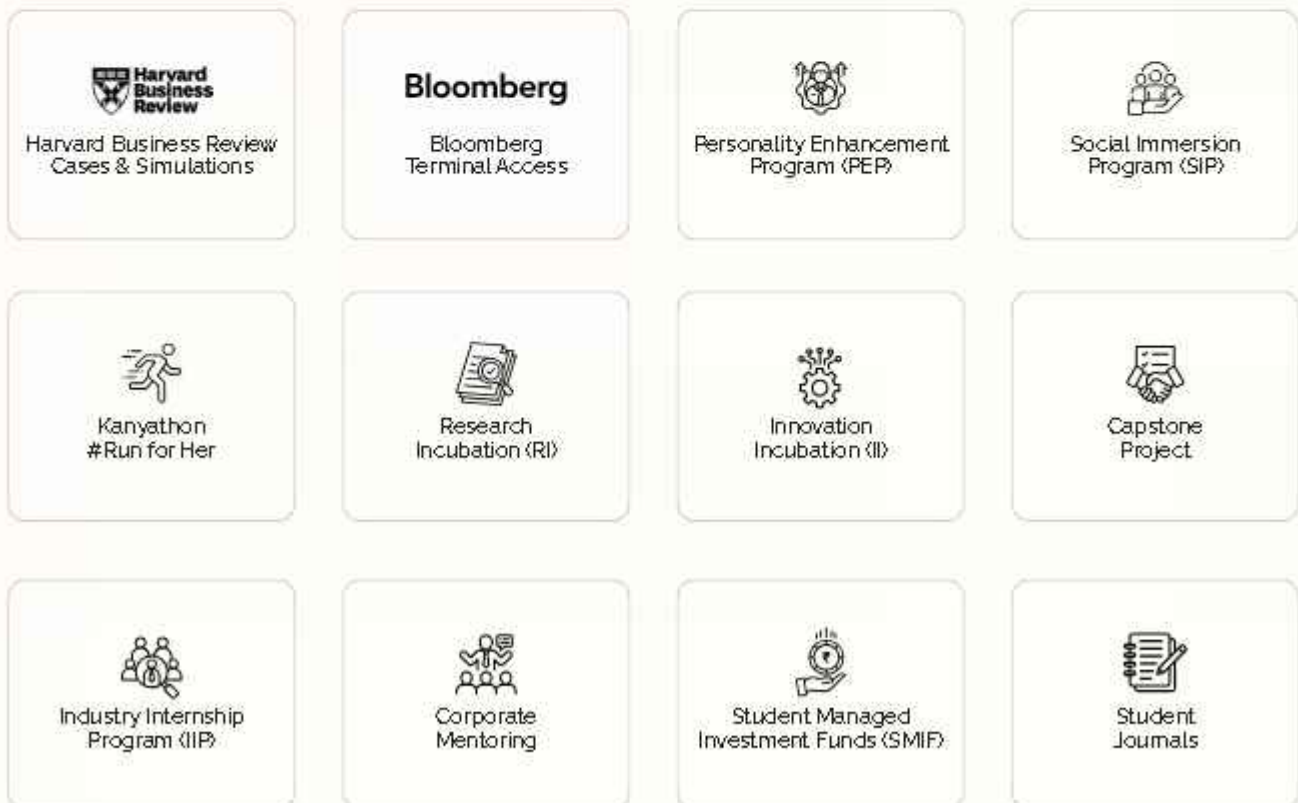 Harvard
Business
Review
Harvard Business Review
Cases & Simulations
Bloomberg
Bloomberg
Terminal Access
Personality Enhancement
Program (PEP)
Social Immersion
Program (SIP)
Kanyathon
#Run for Her
Research
Incubation (RI)
Innovation
Incubation (II)
Capstone
Project
Industry Internship
Program (IIP)
Corporate
Mentoring
₹
Student Managed
Investment Funds (SMIF)
Student
Journals